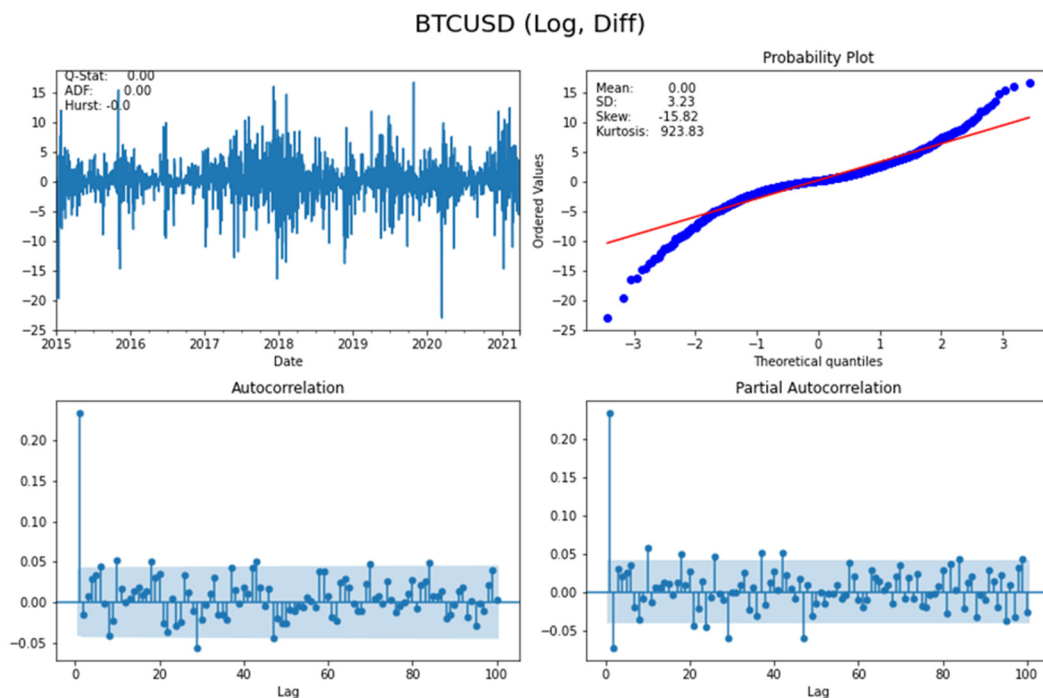 BTCUSD (Log, Diff)
Q-Stat: 0.00
ADF: 0.00
Hurst: -0.0
15
10
5
0
−5
−10
−15
−20
−25
2015 2016 2017 2018 2019 2020 2021
Date
Probability Plot
Mean: 0.00
SD: 3.23
Skew: -15.82
Kurtosis: 923.83
Ordered Values
15
10
5
0
−5
−10
−15
−20
−25
−3 −2 −1 0 1 2 3
Theoretical quantiles
Autocorrelation
0.20
0.15
0.10
0.05
0.00
−0.05
0 20 40 60 80 100
Lag
Partial Autocorrelation
0.20
0.15
0.10
0.05
0.00
−0.05
0 20 40 60 80 100
Lag